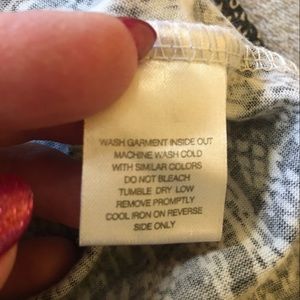 WASH GARMENT INSIDE OUT
MACHINE WASH COLD
WITH SIMILAR COLORS
DO NOT BLEACH
TUMBLE DRY LOW
REMOVE PROMPTLY
COOL IRON ON REVERSE
SIDE ONLY